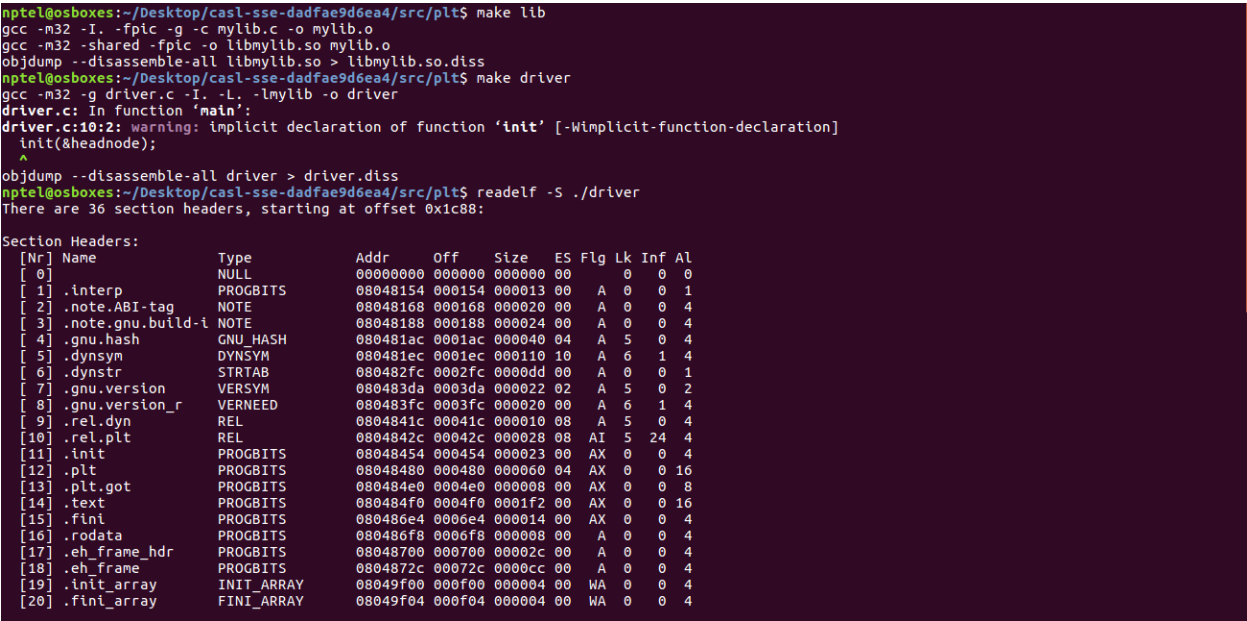 nptel@osboxes:~/Desktop/casl-sse-dadfae9d6ea4/src/plt$ make lib
gcc -m32 -I. -fpic -g -c mylib.c -o mylib.o
gcc -m32 -shared -fpic -o libmylib.so mylib.o
objdump --disassemble-all libmylib.so > libmylib.so.diss
nptel@osboxes:~/Desktop/casl-sse-dadfae9d6ea4/src/plt$ make driver
gcc -m32 -g driver.c -I. -L. -lmylib -o driver
driver.c: In function ‘main’:
driver.c:10:2: warning: implicit declaration of function ‘init’ [-Wimplicit-function-declaration]
  init(&headnode);
  ^
objdump --disassemble-all driver > driver.diss
nptel@osboxes:~/Desktop/casl-sse-dadfae9d6ea4/src/plt$ readelf -S ./driver
There are 36 section headers, starting at offset 0x1c88:

Section Headers:
  [Nr] Name              Type            Addr     Off    Size   ES Flg Lk Inf Al
  [ 0]                   NULL            00000000 000000 000000 00      0   0  0
  [ 1] .interp           PROGBITS        08048154 000154 000013 00   A  0   0  1
  [ 2] .note.ABI-tag     NOTE            08048168 000168 000020 00   A  0   0  4
  [ 3] .note.gnu.build-i NOTE            08048188 000188 000024 00   A  0   0  4
  [ 4] .gnu.hash         GNU_HASH        080481ac 0001ac 000040 04   A  5   0  4
  [ 5] .dynsym           DYNSYM          080481ec 0001ec 000110 10   A  6   1  4
  [ 6] .dynstr           STRTAB          080482fc 0002fc 0000dd 00   A  0   0  1
  [ 7] .gnu.version      VERSYM          080483da 0003da 000022 02   A  5   0  2
  [ 8] .gnu.version_r    VERNEED         080483fc 0003fc 000020 00   A  6   1  4
  [ 9] .rel.dyn          REL             0804841c 00041c 000010 08   A  5   0  4
  [10] .rel.plt          REL             0804842c 00042c 000028 08  AI  5  24  4
  [11] .init             PROGBITS        08048454 000454 000023 00  AX  0   0  4
  [12] .plt              PROGBITS        08048480 000480 000060 04  AX  0   0 16
  [13] .plt.got          PROGBITS        080484e0 0004e0 000008 00  AX  0   0  8
  [14] .text             PROGBITS        080484f0 0004f0 0001f2 00  AX  0   0 16
  [15] .fini             PROGBITS        080486e4 0006e4 000014 00  AX  0   0  4
  [16] .rodata           PROGBITS        080486f8 0006f8 000008 00   A  0   0  4
  [17] .eh_frame_hdr     PROGBITS        08048700 000700 00002c 00   A  0   0  4
  [18] .eh_frame         PROGBITS        0804872c 00072c 0000cc 00   A  0   0  4
  [19] .init_array       INIT_ARRAY      08049f00 000f00 000004 00  WA  0   0  4
  [20] .fini_array       FINI_ARRAY      08049f04 000f04 000004 00  WA  0   0  4